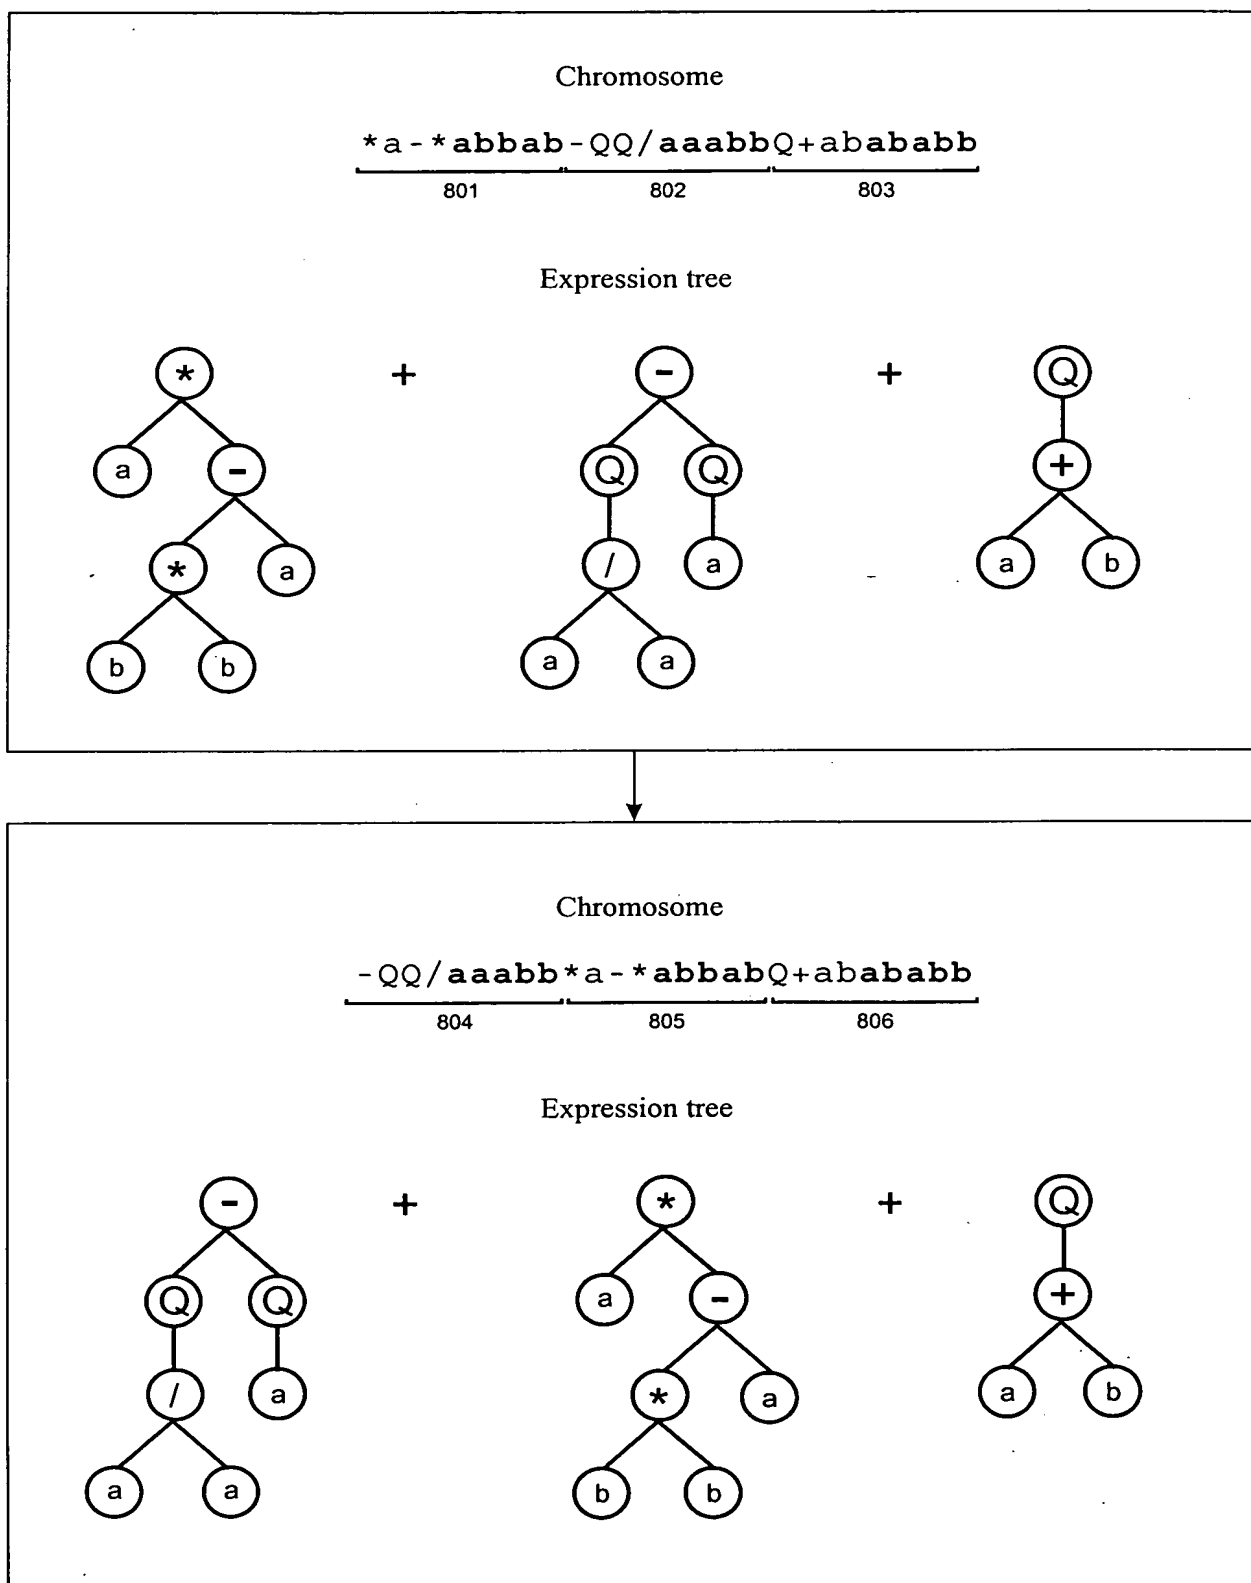 Chromosome
*a-*abbab-QQ/aaabbQ+abababb
801 802 803
Expression tree
* + - + Q
a - Q Q +
* a / a a b
b b a a
Chromosome
-QQ/aaabb*a-*abbabQ+abababb
804 805 806
Expression tree
- + * + Q
Q Q a - +
/ a * a a b
a a b b